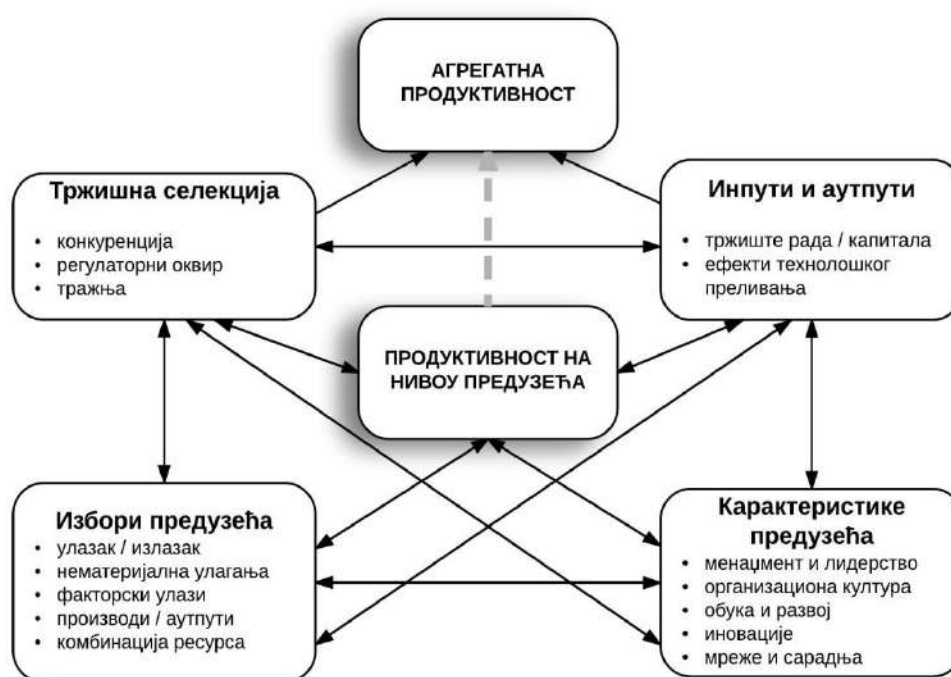 АГРЕГАТНА
ПРОДУКТИВНОСТ
Тржишна селекција
• конкуренција
• регулаторни оквир
• тражња
Инпути и аутпути
• тржиште рада / капитала
• ефекти технолошког
преливања
ПРОДУКТИВНОСТ НА
НИВОУ ПРЕДУЗЕЋА
Избори предузећа
• улазак / излазак
• нематеријална улагања
• факторски улази
• производи / аутпути
• комбинација ресурса
Карактеристике
предузећа
• менаџмент и лидерство
• организациона култура
• обука и развој
• иновације
• мреже и сарадња